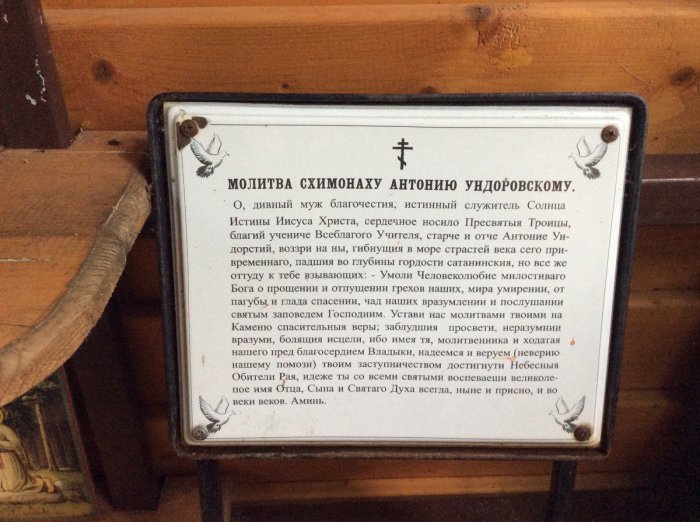 МОЛИТВА СХИМОНАХУ АНТОНИЮ УНДОРОВСКОМУ.
О, дивный муж благочестия, истинный служитель Солнца
Истины Иисуса Христа, сердечное носило Пресвятыя Троицы,
благий учениче Всеблагого Учителя, старче и отче Антоние Ун-
дорстий, воззри на ны, гибнущия в море страстей века сего при-
временнаго, падшия во глубины гордости сатанинския, но все же
оттуду к тебе взывающих: - Умоли Человеколюбие милостиваго
Бога о прощении и отпущении грехов наших, мира умирении, от
пагубы и глада спасении, чад наших вразумлении и послушании
святым заповедем Господним. Устави нас молитвами твоими на
Каменю спасительныя веры; заблудшия просвети, неразумнии
вразуми, болящия исцели, ибо имея тя, молитвенника и ходатая
нашего пред благосердием Владыки, надеемся и веруем (неверию
нашему помози) твоим заступничеством достигнути Небесныя
Обители Рая, идеже ты со всеми святыми воспеваеши великоле-
пое имя Отца, Сына и Святаго Духа всегда, ныне и присно, и во
веки веков. Аминь.